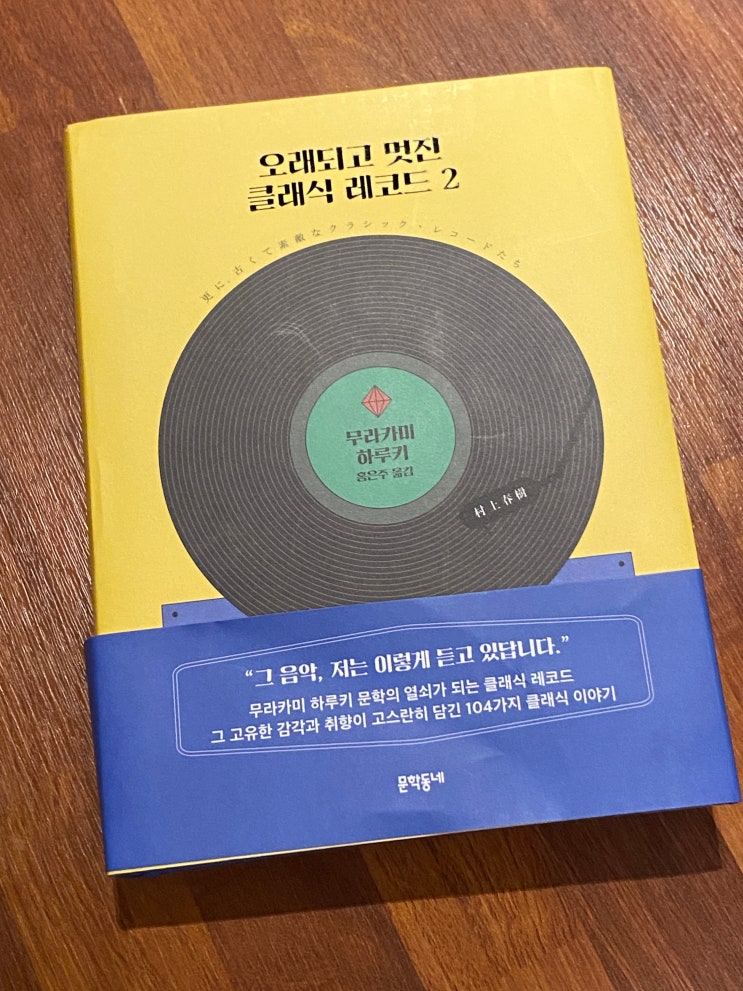 오래되고 멋진
클래식 레코드 2
更に、古くて素敵なクラシック・レコードたち
무라카미
하루키
홍은주 옮김
村上春樹
“그 음악, 저는 이렇게 듣고 있답니다.”
무라카미 하루키 문학의 열쇠가 되는 클래식 레코드
그 고유한 감각과 취향이 고스란히 담긴 104가지 클래식 이야기
문학동네